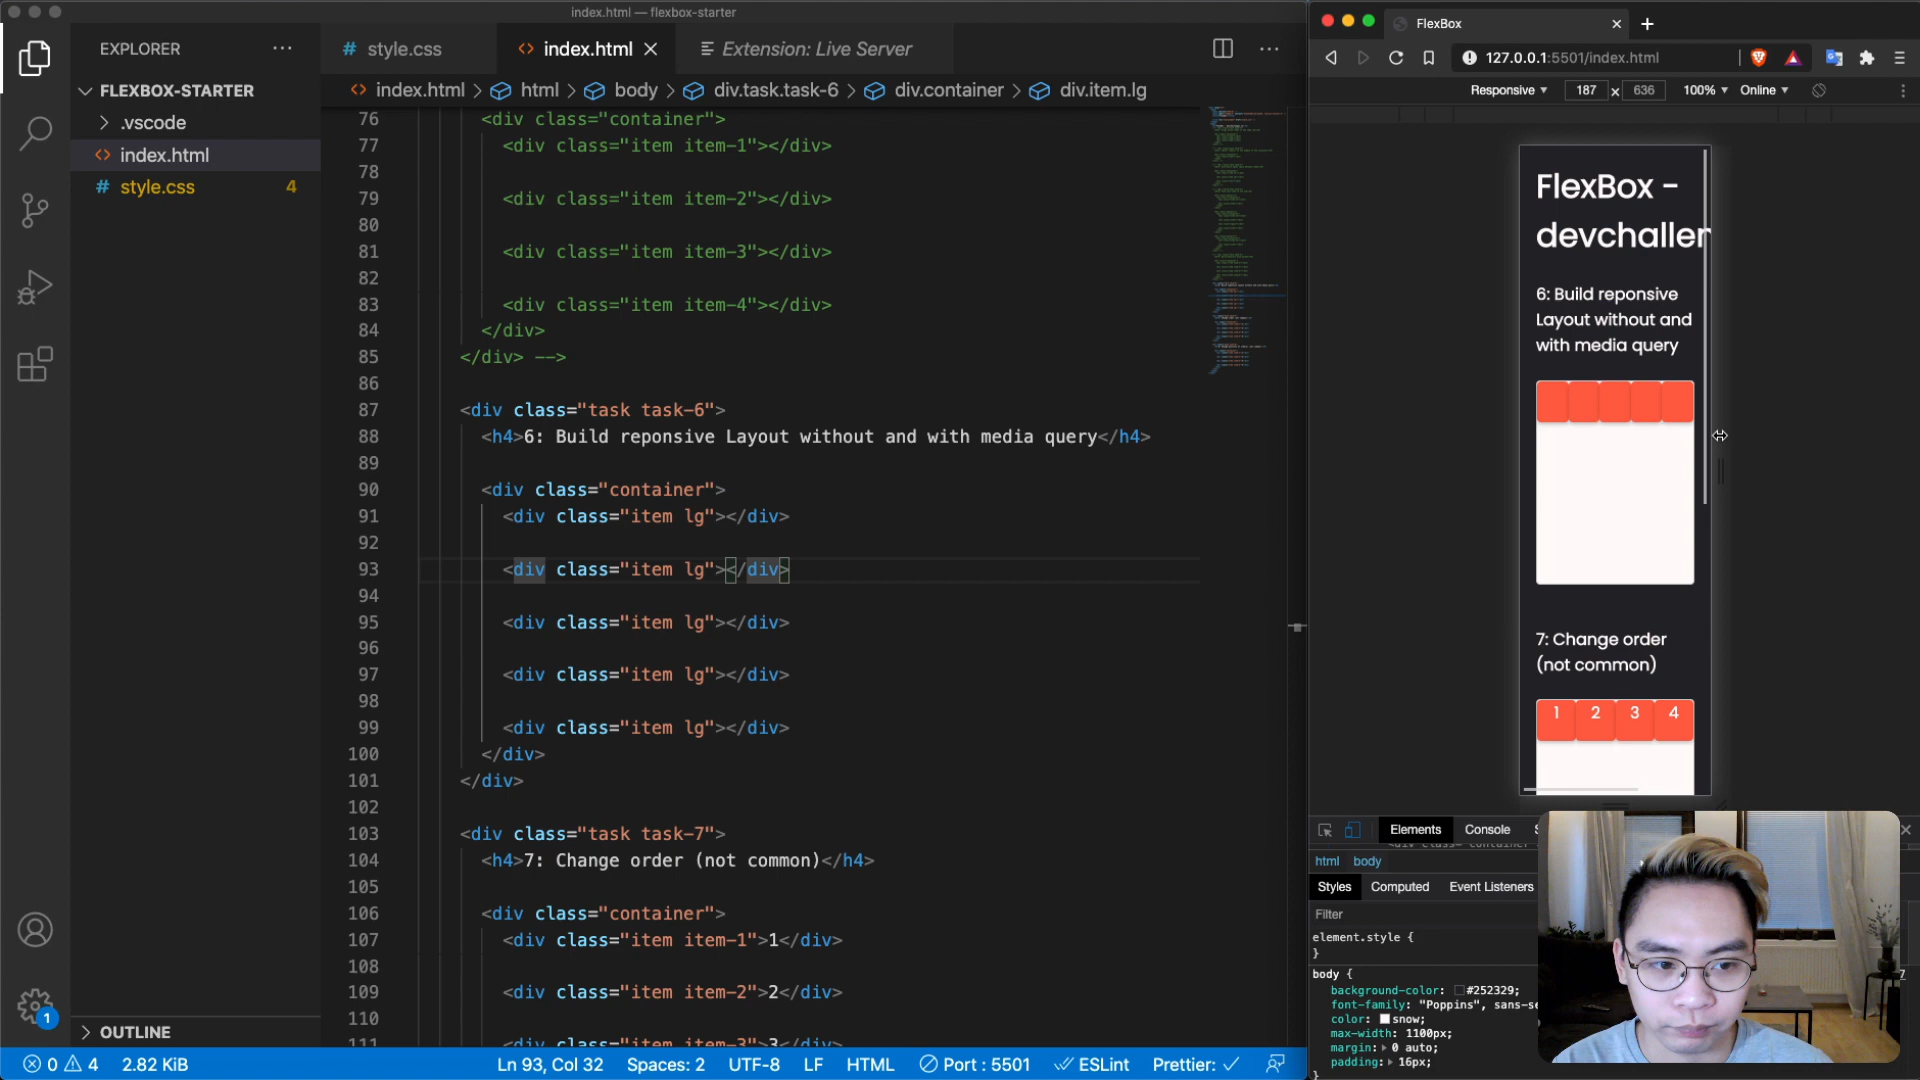 index.html — flexbox-starter
EXPLORER
FLEXBOX-STARTER
.vscode
index.html
style.css 4
OUTLINE
style.css
index.html
Extension: Live Server
index.html > html > body > div.task.task-6 > div.container > div.item.lg
76 <div class="container">
77 <div class="item item-1"></div>
78
79 <div class="item item-2"></div>
80
81 <div class="item item-3"></div>
82
83 <div class="item item-4"></div>
84 </div>
85 </div> -->
86
87 <div class="task task-6">
88 <h4>6: Build reponsive Layout without and with media query</h4>
89
90 <div class="container">
91 <div class="item lg"></div>
92
93 <div class="item lg"></div>
94
95 <div class="item lg"></div>
96
97 <div class="item lg"></div>
98
99 <div class="item lg"></div>
100 </div>
101 </div>
102
103 <div class="task task-7">
104 <h4>7: Change order (not common)</h4>
105
106 <div class="container">
107 <div class="item item-1">1</div>
108
109 <div class="item item-2">2</div>
110
111 <div class="item item-3">3</div>
1
0 4 2.82 KiB
Ln 93, Col 32 Spaces: 2 UTF-8 LF HTML Port : 5501 ESLint Prettier:
FlexBox
127.0.0.1:5501/index.html
Responsive 187 x 636 100% Online
FlexBox -
devchaller
6: Build reponsive
Layout without and
with media query
7: Change order
(not common)
1 2 3 4
Elements Console S
<div class="container"
html body
Styles Computed Event Listeners
Filter
element.style {
}
body {
background-color: #252329;
font-family: "Poppins", sans-se
color: snow;
max-width: 1100px;
margin: 0 auto;
padding: 16px;
}
7